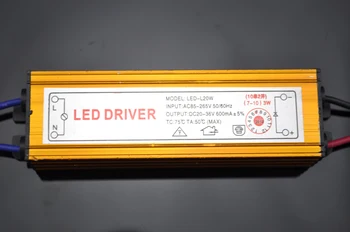 L
N
LED DRIVER
MODEL: LED-L20W
INPUT:AC85-265V 50/60Hz
OUTPUT:DC20-36V 600mA±5%
TC:75℃ TA:50℃ (MAX)
(7-10) 3W